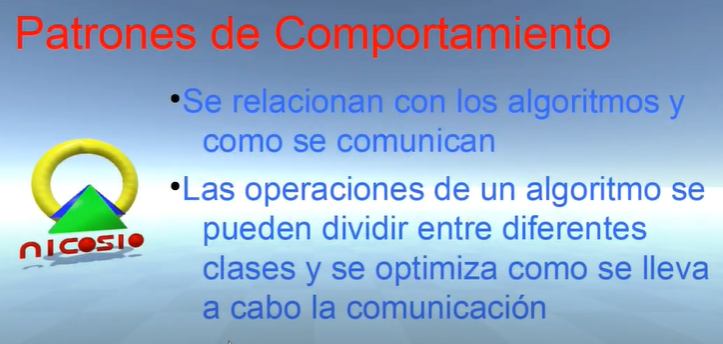 Patrones de Comportamiento
•Se relacionan con los algoritmos y
como se comunican
•Las operaciones de un algoritmo se
pueden dividir entre diferentes
clases y se optimiza como se lleva
a cabo la comunicación
nicosio